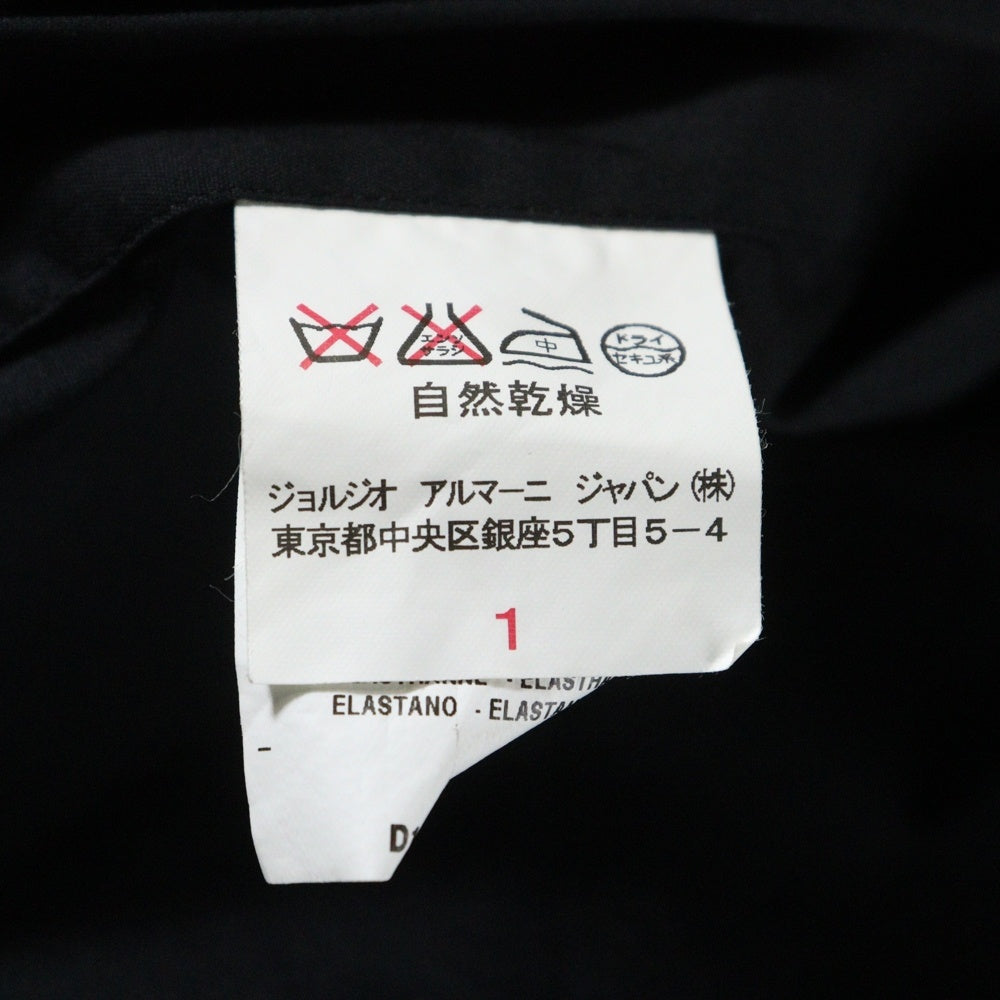 エンソ
サラシ
中
ドライ
セキユ系
自然乾燥
ジョルジオ アルマーニ ジャパン(株)
東京都中央区銀座5丁目5-4
1
ELASTANO - ELASTA